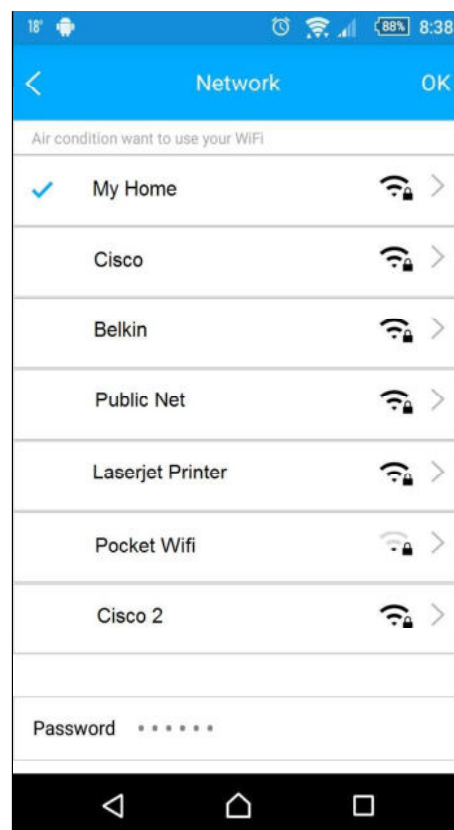 18° 88% 8:38
Network OK
Air condition want to use your WiFi
My Home
Cisco
Belkin
Public Net
Laserjet Printer
Pocket Wifi
Cisco 2
Password ••••••